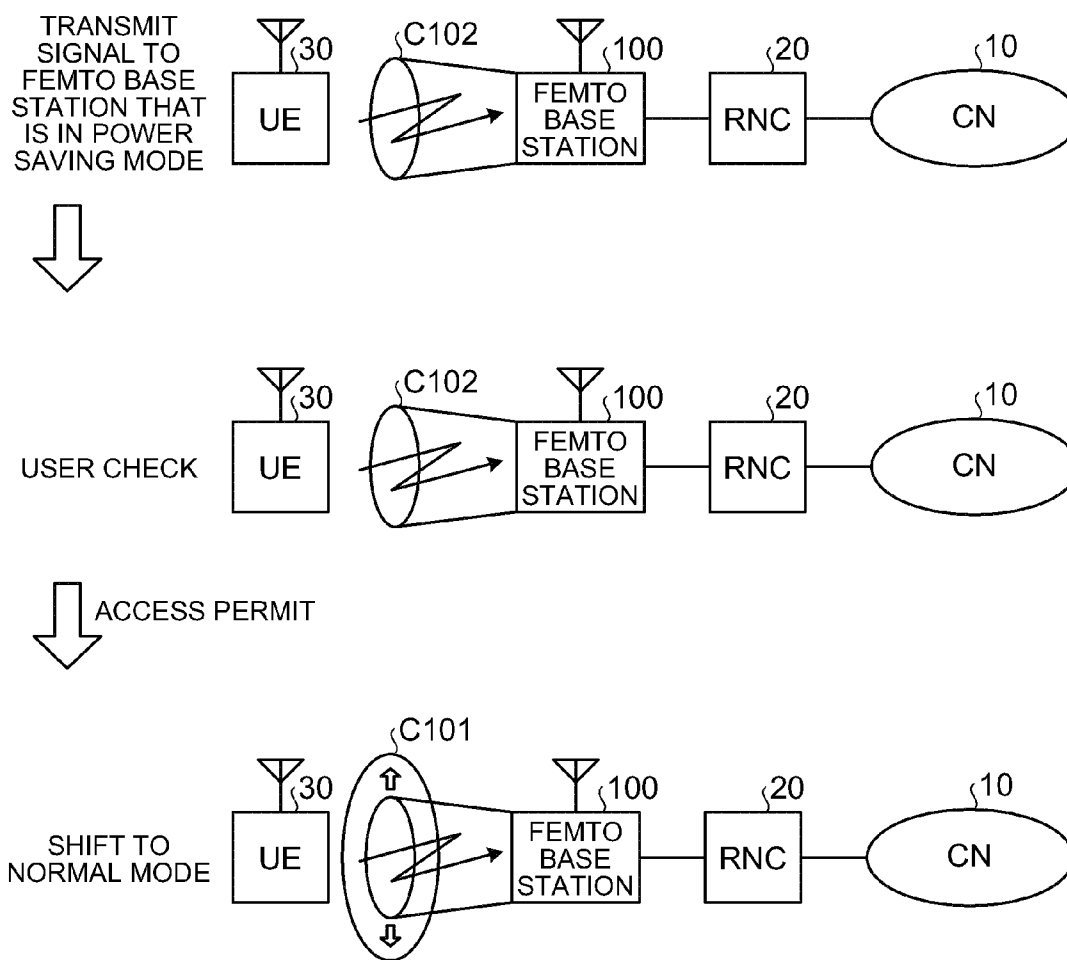 TRANSMIT
SIGNAL TO
FEMTO BASE
STATION THAT
IS IN POWER
SAVING MODE
30
UE
C102
100
FEMTO
BASE
STATION
20
RNC
10
CN
USER CHECK
30
UE
C102
100
FEMTO
BASE
STATION
20
RNC
10
CN
ACCESS PERMIT
SHIFT TO
NORMAL MODE
30
UE
C101
100
FEMTO
BASE
STATION
20
RNC
10
CN